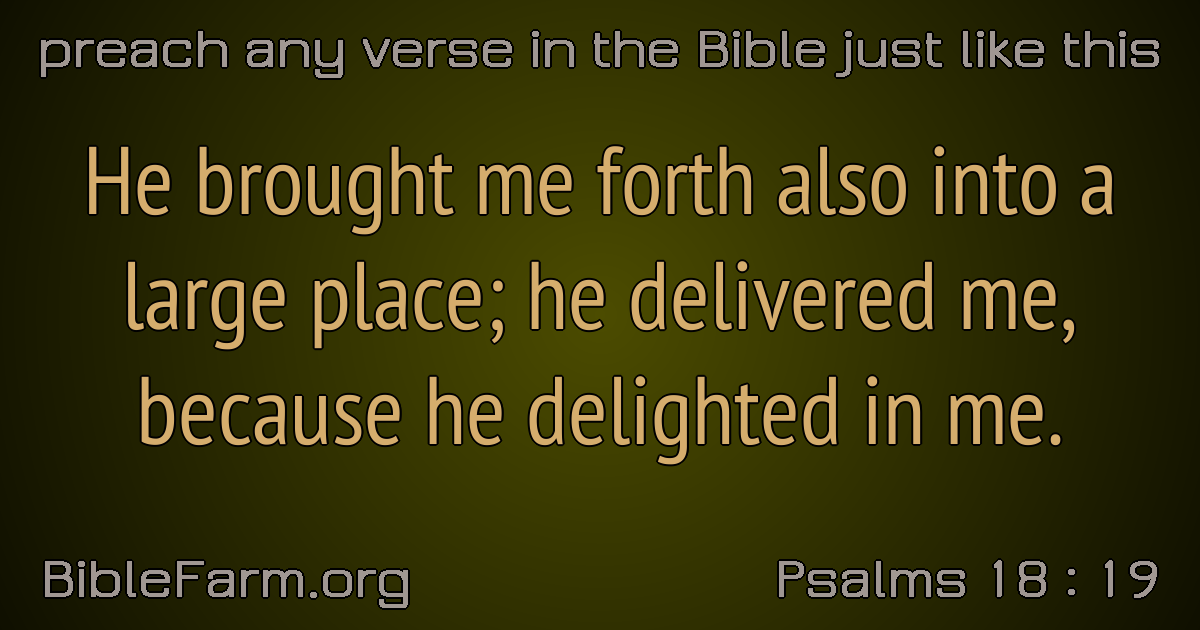 preach any verse in the Bible just like this
He brought me forth also into a
large place; he delivered me,
because he delighted in me.
BibleFarm.org
Psalms 18 : 19